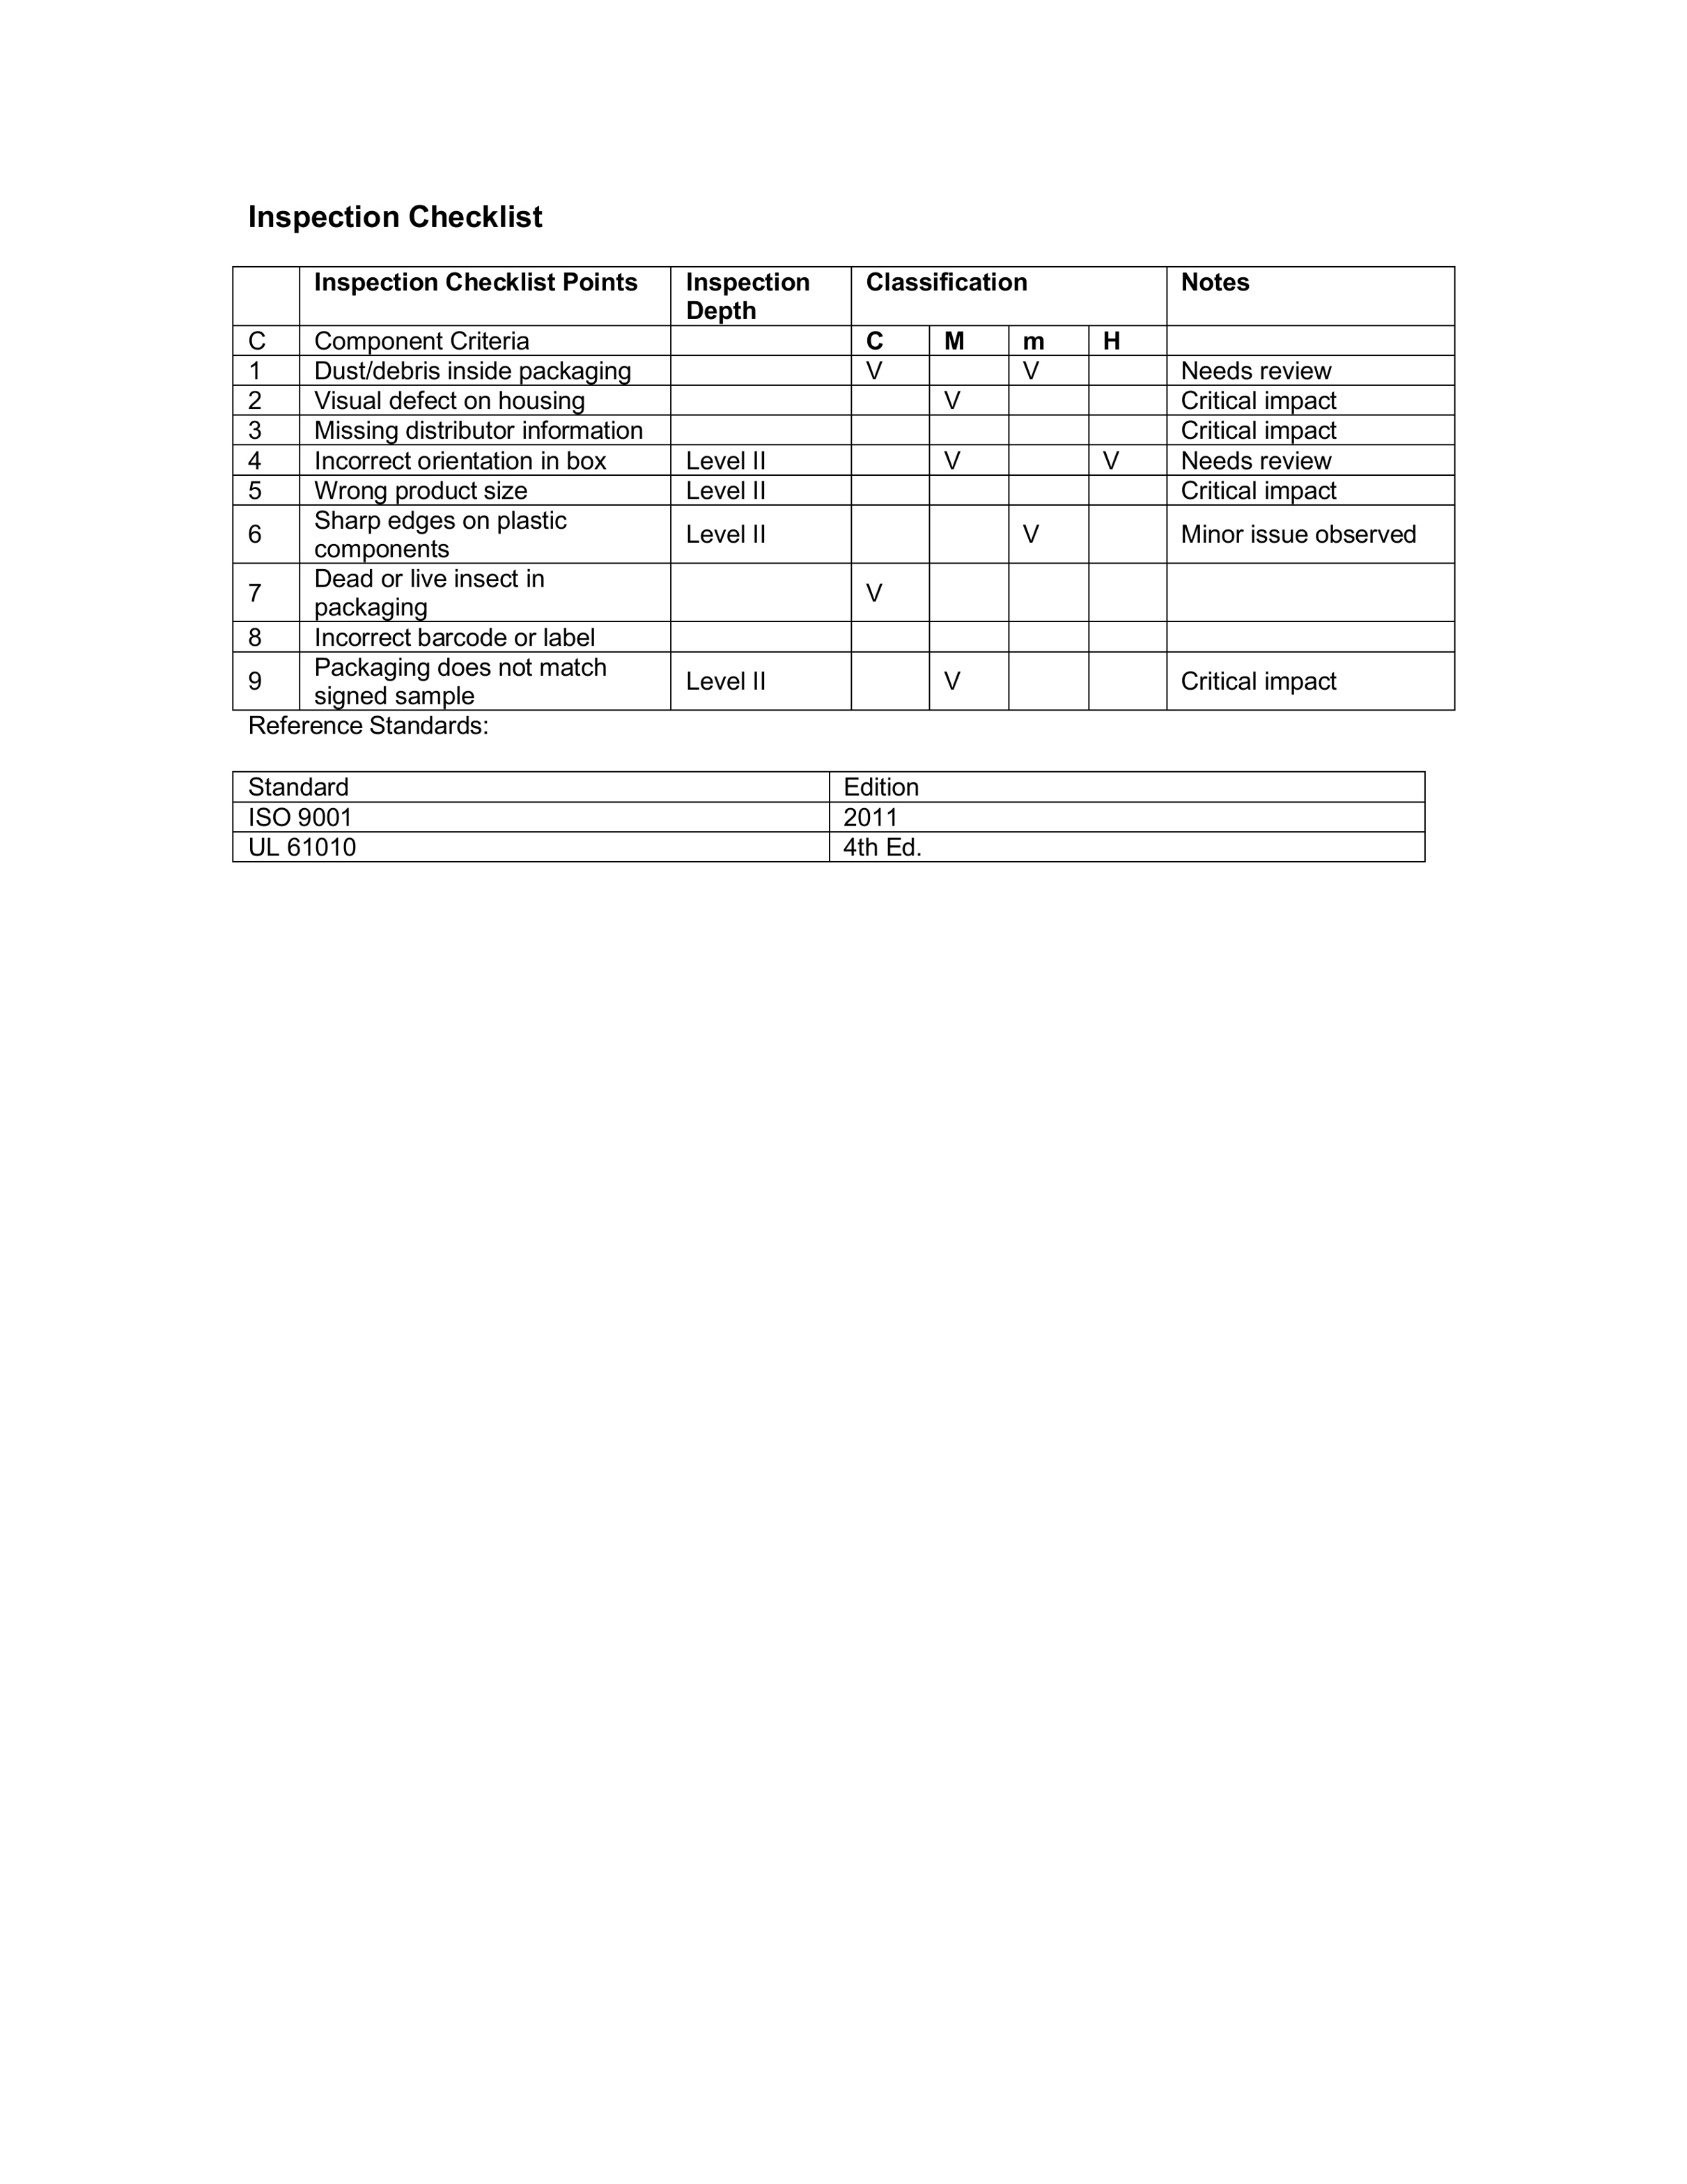 Inspection Checklist
Inspection Checklist Points Inspection Depth Classification Notes
C Component Criteria C M m H
1 Dust/debris inside packaging V V Needs review
2 Visual defect on housing V Critical impact
3 Missing distributor information Critical impact
4 Incorrect orientation in box Level II V V Needs review
5 Wrong product size Level II Critical impact
6 Sharp edges on plastic components Level II V Minor issue observed
7 Dead or live insect in packaging V
8 Incorrect barcode or label
9 Packaging does not match signed sample Level II V Critical impact
Reference Standards:
Standard Edition
ISO 9001 2011
UL 61010 4th Ed.